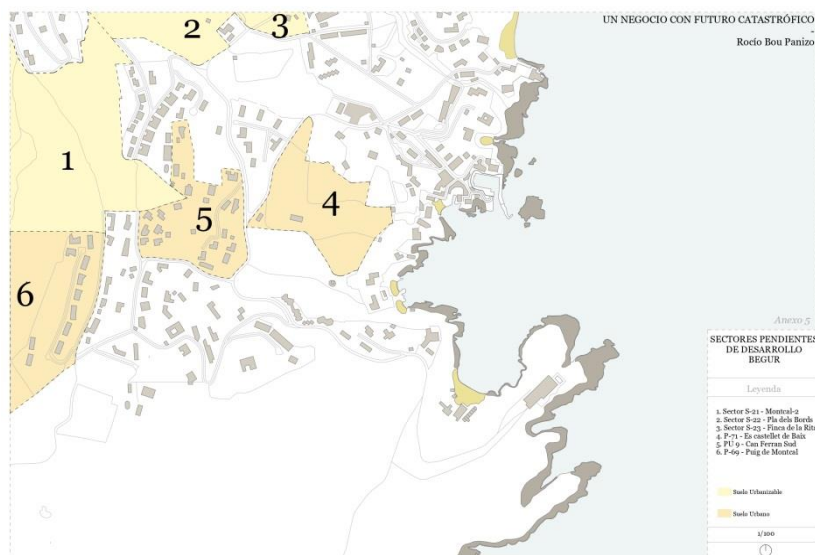 UN NEGOCIO CON FUTURO CATASTRÓFICO
-
Rocío Bou Panizo
2
3
1
4
5
6
Anexo 5
SECTORES PENDIENTES
DE DESARROLLO
BEGUR
Leyenda
1. Sector S-21 - Montcal-2
2. Sector S-22 - Pla dels Bords
3. Sector S-23 - Finca de la Rita
4. P-71 - Es castellet de Baix
5. PU 9 - Can Ferran Sud
6. P-69 - Puig de Montcal
Suelo Urbanizable
Suelo Urbano
1/100